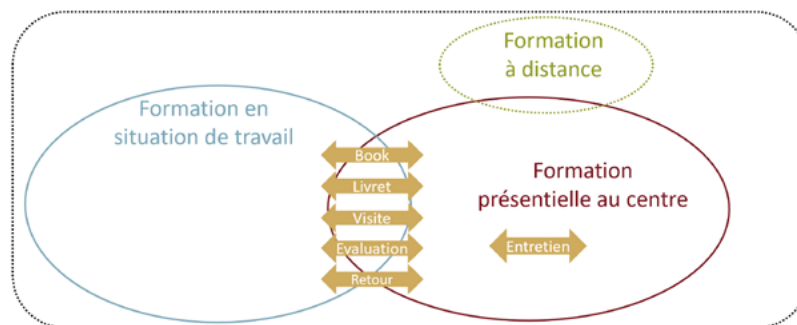 Formation
à distance
Formation en
situation de travail
Book
Livret
Visite
Evaluation
Retour
Formation
présentielle au centre
Entretien